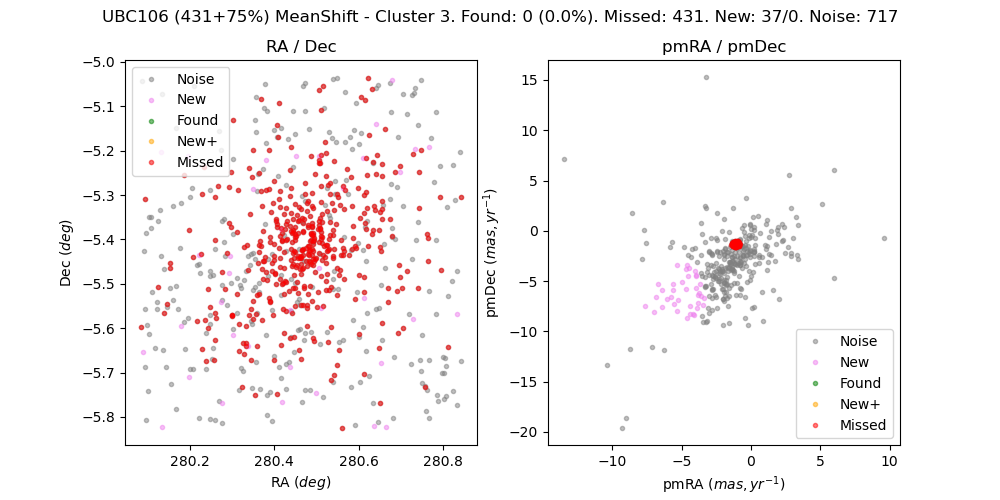 UBC106 (431+75%) MeanShift - Cluster 3. Found: 0 (0.0%). Missed: 431. New: 37/0. Noise: 717
RA / Dec
−5.0
−5.1
−5.2
−5.3
−5.4
−5.5
−5.6
−5.7
−5.8
Dec (deg)
Noise
New
Found
New+
Missed
280.2
280.4
280.6
280.8
RA (deg)
pmRA / pmDec
15
10
5
0
−5
−10
−15
−20
pmDec (mas, yr⁻¹)
Noise
New
Found
New+
Missed
−10
−5
0
5
10
pmRA (mas, yr⁻¹)